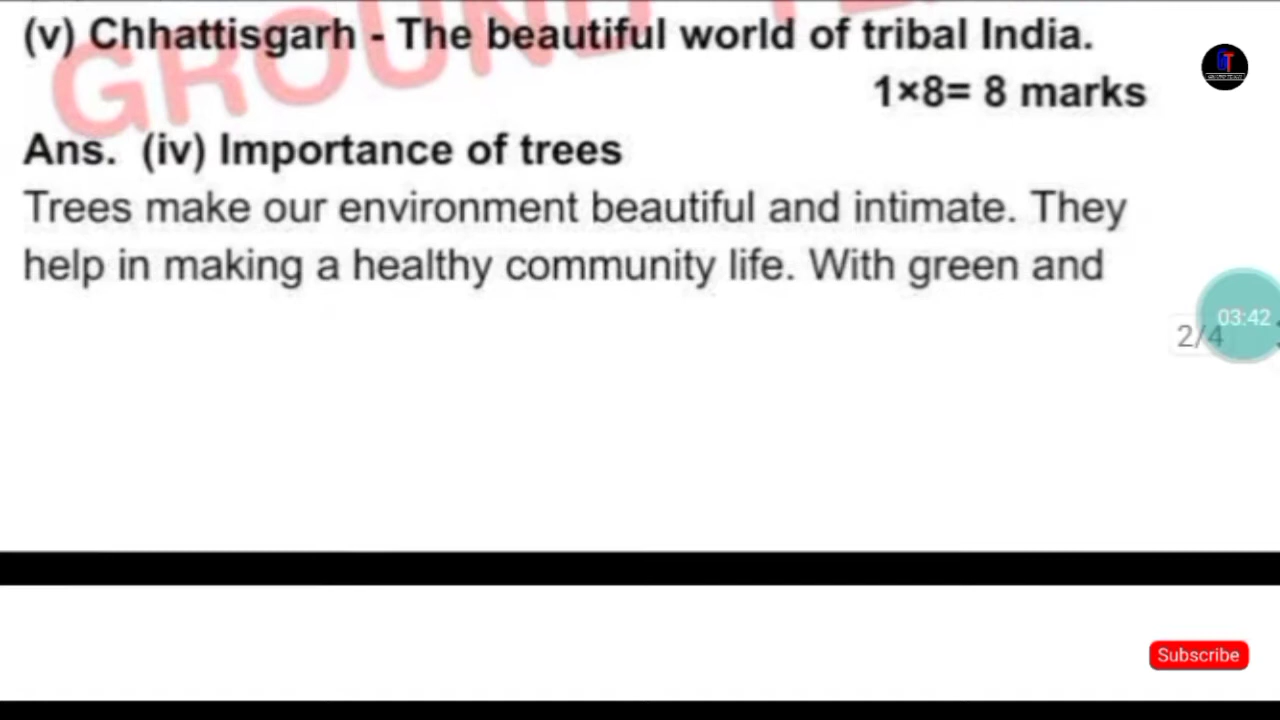 (v) Chhattisgarh - The beautiful world of tribal India.
1×8= 8 marks
Ans. (iv) Importance of trees
Trees make our environment beautiful and intimate. They
help in making a healthy community life. With green and
03:42
2/4
Subscribe